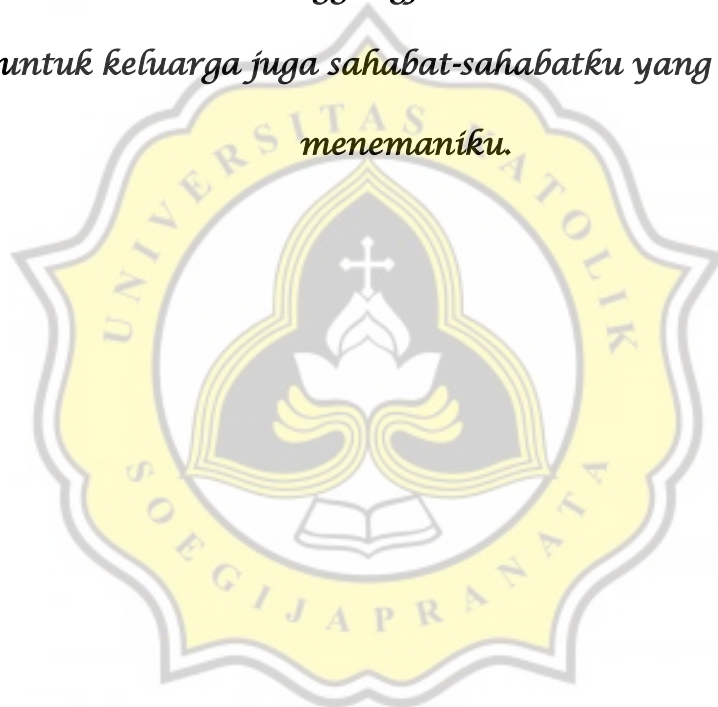 untuk keluarga juga sahabat-sahabatku yang
menemaniku.
UNIVERSITAS KATOLIK
SOEGIJAPRANATA